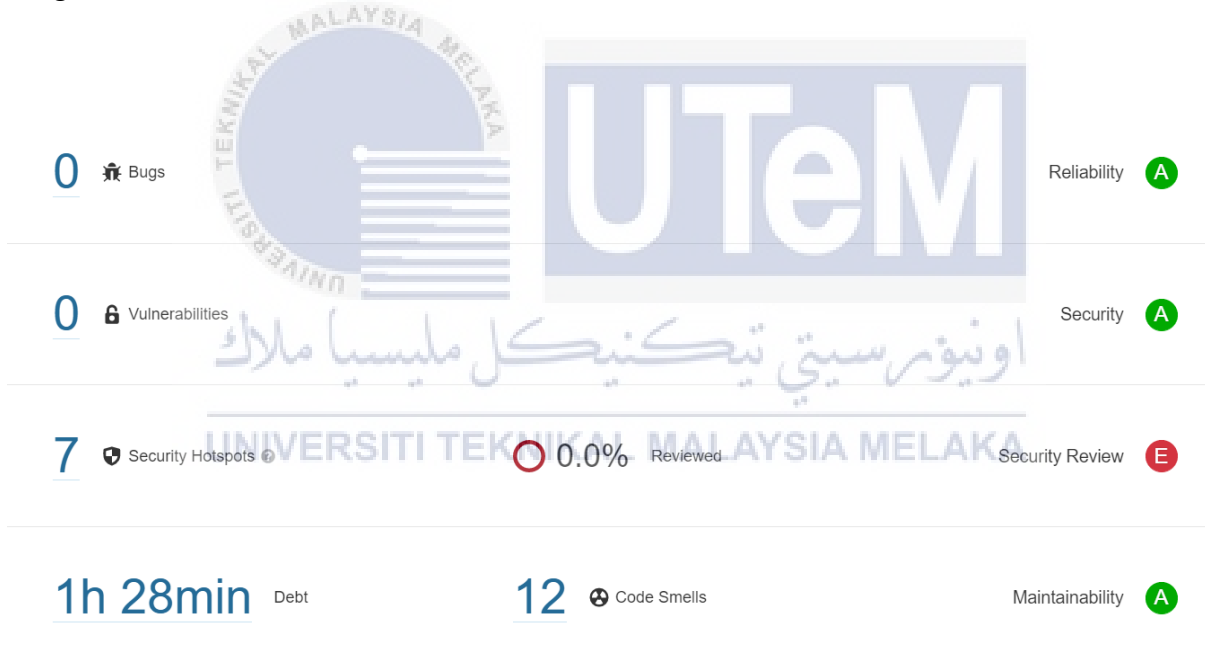 UNIVERSITI TEKNIKAL MALAYSIA MELAKA
UTeM
0 Bugs
Reliability A
0 Vulnerabilities
Security A
اونيۏرسيتي تيكنيكل مليسيا ملاك
UNIVERSITI TEKNIKAL MALAYSIA MELAKA
7 Security Hotspots ?
0.0% Reviewed
Security Review E
1h 28min Debt
12 Code Smells
Maintainability A